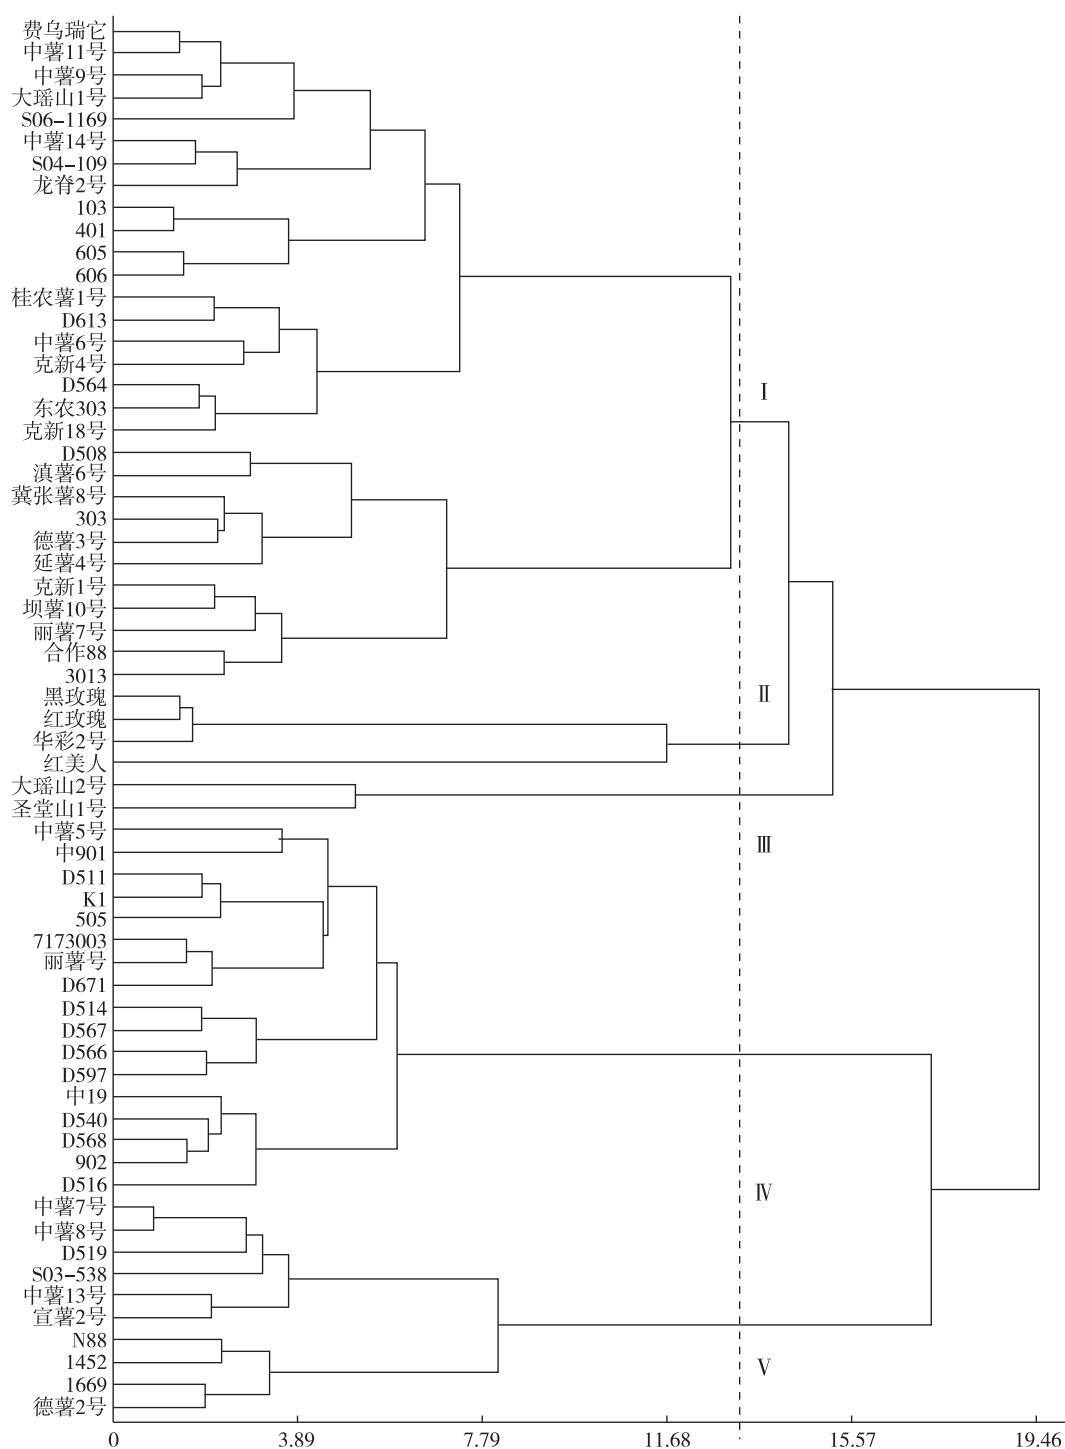 费乌瑞它
中薯11号
中薯9号
大瑶山1号
S06-1169
中薯14号
S04-109
龙脊2号
103
401
605
606
桂农薯1号
D613
中薯6号
克新4号
D564
东农303
Ⅰ
克新18号
D508
滇薯6号
冀张薯8号
303
德薯3号
延薯4号
克新1号
坝薯10号
丽薯7号
合作88
3013
黑玫瑰
Ⅱ
红玫瑰
华彩2号
红美人
大瑶山2号
圣堂山1号
中薯5号
中901
Ⅲ
D511
K1
505
7173003
丽薯号
D671
D514
D567
D566
D597
中19
D540
D568
902
D516
Ⅳ
中薯7号
中薯8号
D519
S03-538
中薯13号
宣薯2号
N88
1452
Ⅴ
1669
德薯2号
0 3.89 7.79 11.68 15.57 19.46